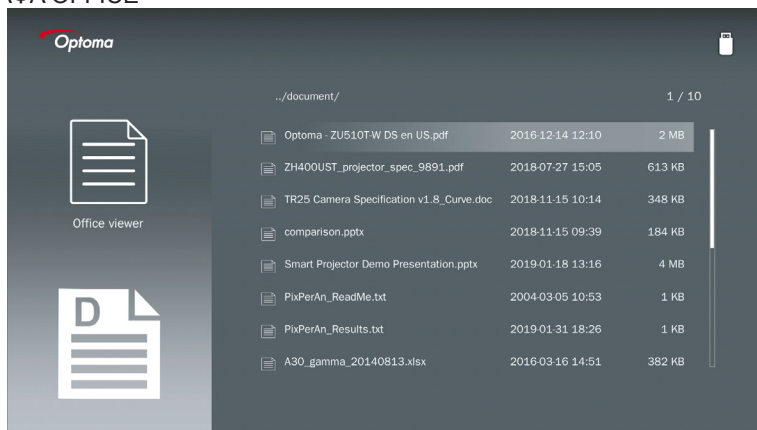 OFFICE
Optoma
../document/ 1 / 10
Optoma - ZU510T-W DS en US.pdf 2016-12-14 12:10 2 MB
ZH400UST_projector_spec_9891.pdf 2018-07-27 15:05 613 KB
TR25 Camera Specification v1.8_Curve.doc 2018-11-15 10:14 348 KB
Office viewer
comparison.pptx 2018-11-15 09:39 184 KB
Smart Projector Demo Presentation.pptx 2019-01-18 13:16 4 MB
PixPerAn_ReadMe.txt 2004-03-05 10:53 1 KB
D
PixPerAn_Results.txt 2019-01-31 18:26 1 KB
A30_gamma_20140813.xlsx 2016-03-16 14:51 382 KB